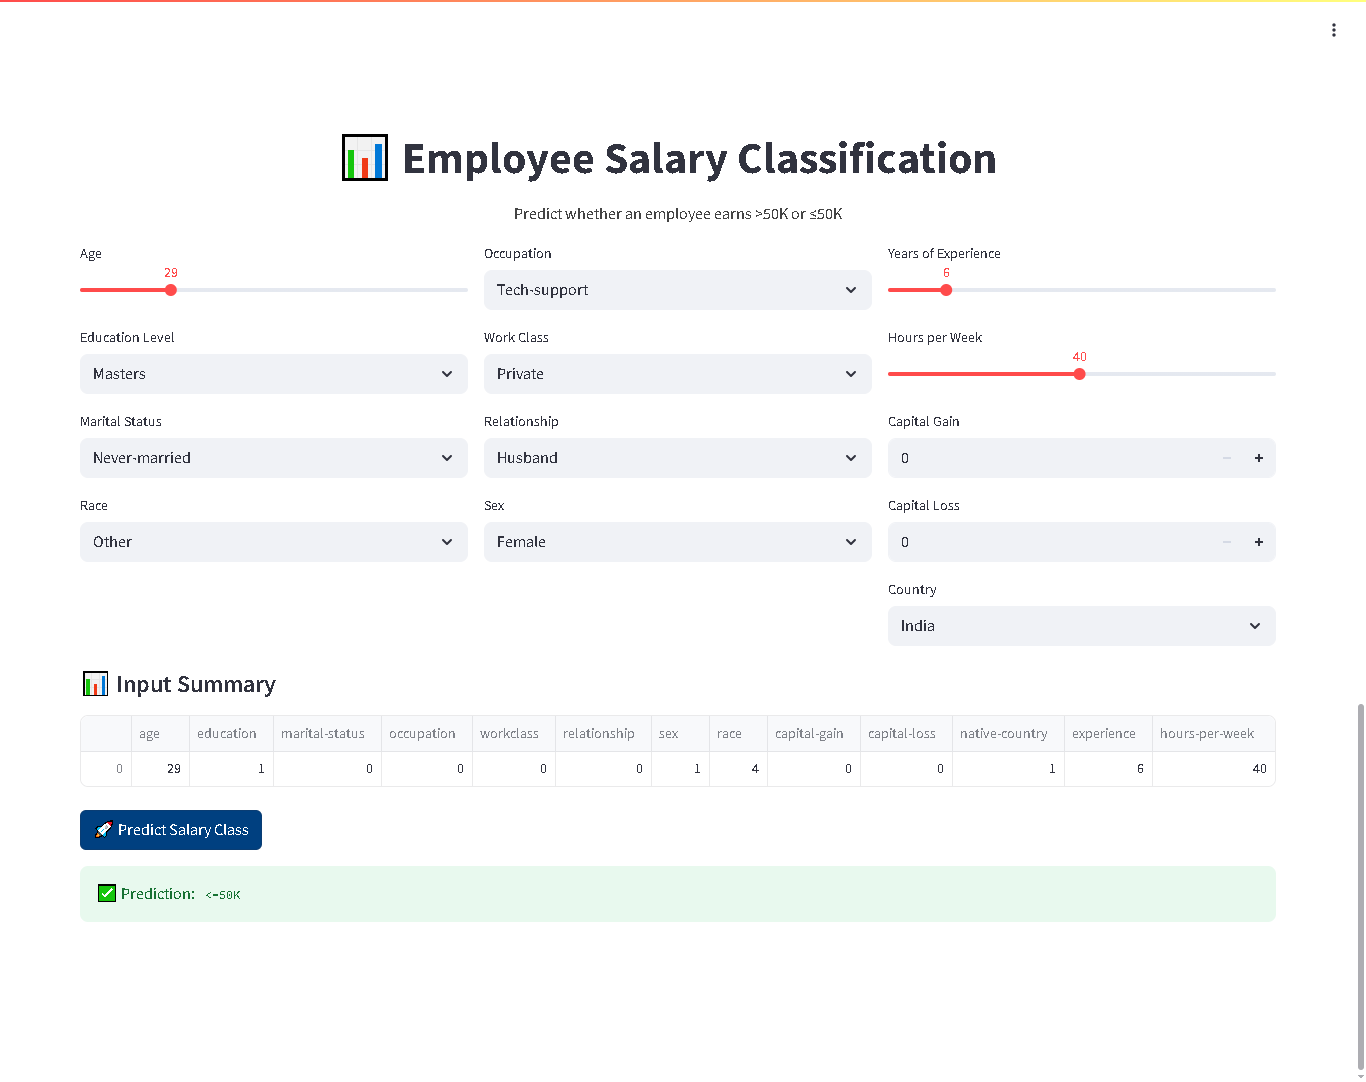 Employee Salary Classification
Predict whether an employee earns >50K or ≤50K
Age
29
Education Level
Masters
Marital Status
Never-married
Race
Other
Occupation
Tech-support
Work Class
Private
Relationship
Husband
Sex
Female
Years of Experience
6
Hours per Week
40
Capital Gain
0
Capital Loss
0
Country
India
Input Summary
age education marital-status occupation workclass relationship sex race capital-gain capital-loss native-country experience hours-per-week
0 29 1 0 0 0 0 1 4 0 0 1 6 40
Predict Salary Class
Prediction: <=50K